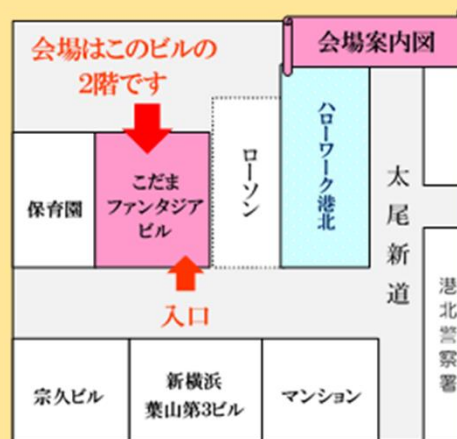 会場案内図
会場はこのビルの
2階です
保育園
こだま
ファンタジア
ビル
ローソン
ハローワーク港北
太尾新道
入口
港北警察署
宗久ビル
新横浜
葉山第3ビル
マンション